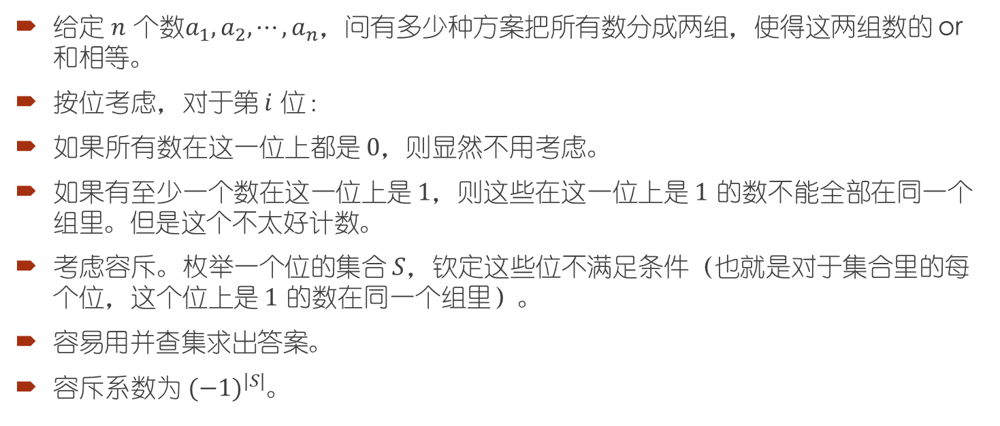 给定 n 个数a₁, a₂, ⋯, aₙ，问有多少种方案把所有数分成两组，使得这两组数的 or
和相等。
按位考虑，对于第 i 位：
如果所有数在这一位上都是 0，则显然不用考虑。
如果有至少一个数在这一位上是 1，则这些在这一位上是 1 的数不能全部在同一个
组里。但是这个不太好计数。
考虑容斥。枚举一个位的集合 S，钦定这些位不满足条件（也就是对于集合里的每
个位，这个位上是 1 的数在同一个组里）。
容易用并查集求出答案。
容斥系数为 (−1)^|S|。